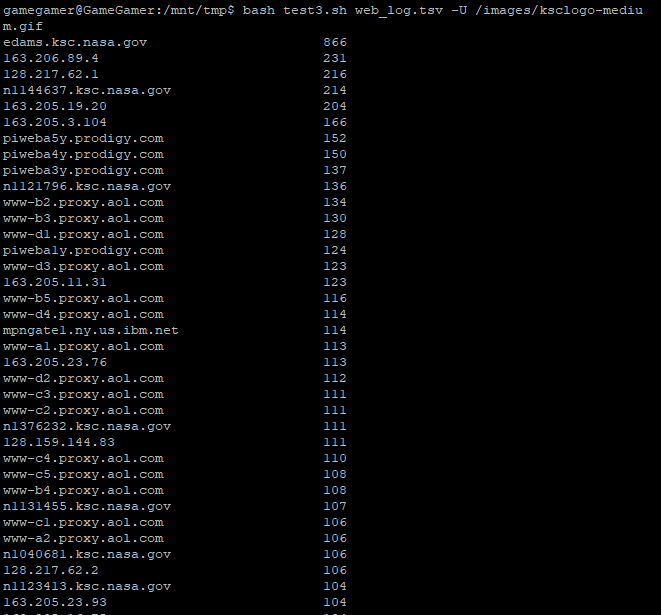 gamegamer@GameGamer:/mnt/tmp$ bash test3.sh web_log.tsv -U /images/ksclogo-mediu
m.gif
edams.ksc.nasa.gov 866
163.206.89.4 231
128.217.62.1 216
n1144637.ksc.nasa.gov 214
163.205.19.20 204
163.205.3.104 166
piweba5y.prodigy.com 152
piweba4y.prodigy.com 150
piweba3y.prodigy.com 137
n1121796.ksc.nasa.gov 136
www-b2.proxy.aol.com 134
www-b3.proxy.aol.com 130
www-d1.proxy.aol.com 128
piweba1y.prodigy.com 124
www-d3.proxy.aol.com 123
163.205.11.31 123
www-b5.proxy.aol.com 116
www-d4.proxy.aol.com 114
mpngate1.ny.us.ibm.net 114
www-a1.proxy.aol.com 113
163.205.23.76 113
www-d2.proxy.aol.com 112
www-c3.proxy.aol.com 111
www-c2.proxy.aol.com 111
n1376232.ksc.nasa.gov 111
128.159.144.83 111
www-c4.proxy.aol.com 110
www-c5.proxy.aol.com 108
www-b4.proxy.aol.com 108
n1131455.ksc.nasa.gov 107
www-c1.proxy.aol.com 106
www-a2.proxy.aol.com 106
n1040681.ksc.nasa.gov 106
128.217.62.2 106
n1123413.ksc.nasa.gov 104
163.205.23.93 104